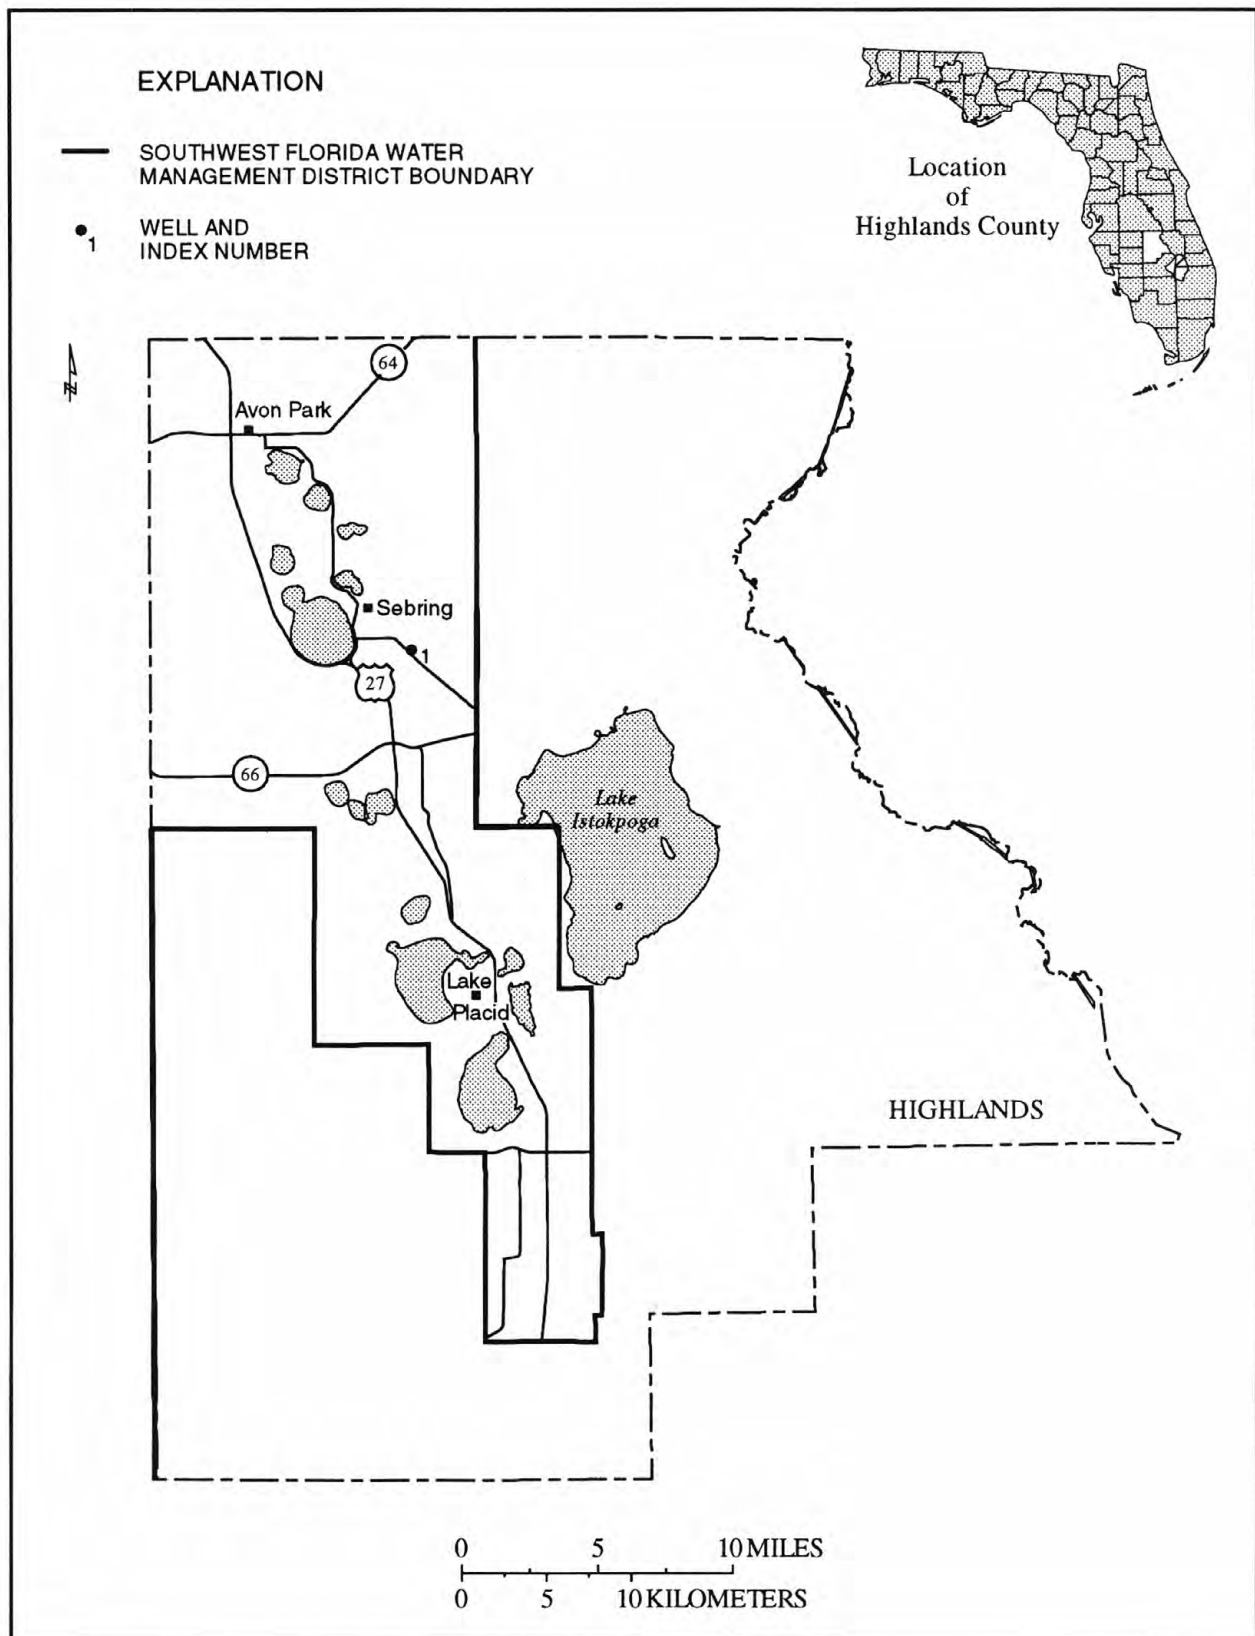 EXPLANATION
SOUTHWEST FLORIDA WATER
MANAGEMENT DISTRICT BOUNDARY
1
WELL AND
INDEX NUMBER
Location
of
Highlands County
N
64
Avon Park
Sebring
1
27
66
Lake
Istokpoga
Lake
Placid
HIGHLANDS
0 5 10 MILES
0 5 10 KILOMETERS